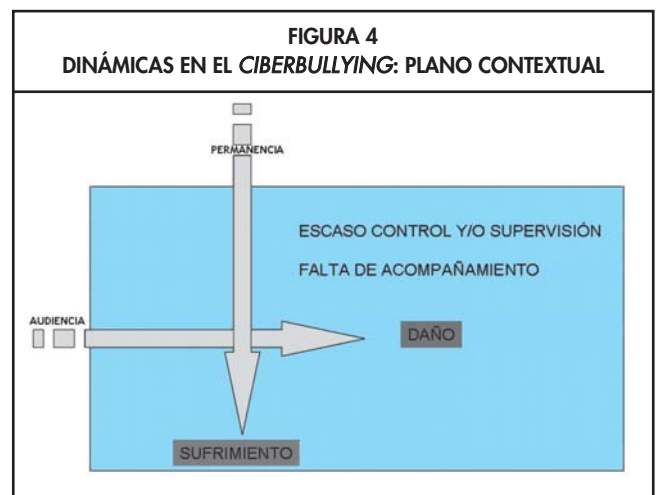 FIGURA 4
DINÁMICAS EN EL CIBERBULLYING: PLANO CONTEXTUAL
PERMANENCIA
ESCASO CONTROL Y/O SUPERVISIÓN
FALTA DE ACOMPAÑAMIENTO
AUDIENCIA
DAÑO
SUFRIMIENTO